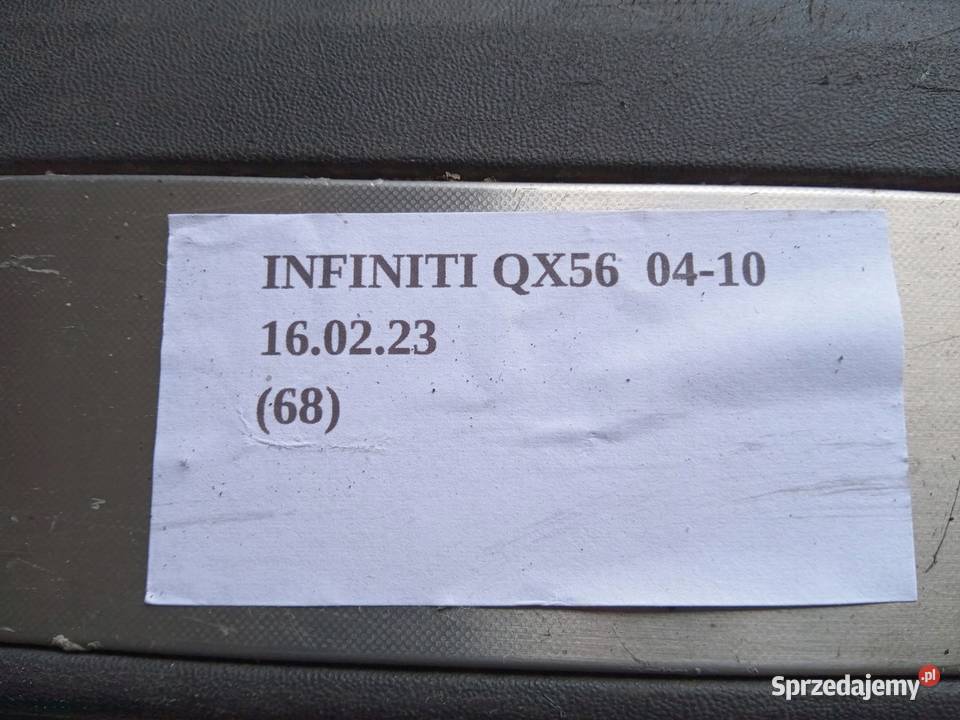 INFINITI QX56 04-10
16.02.23
(68)
Sprzedajemy.pl